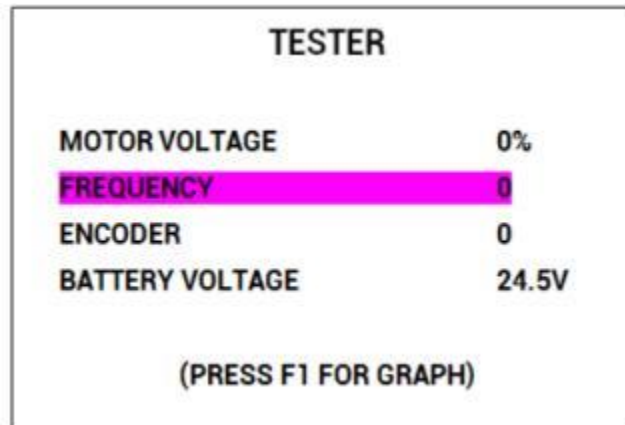 TESTER
MOTOR VOLTAGE 0%
FREQUENCY 0
ENCODER 0
BATTERY VOLTAGE 24.5V
(PRESS F1 FOR GRAPH)